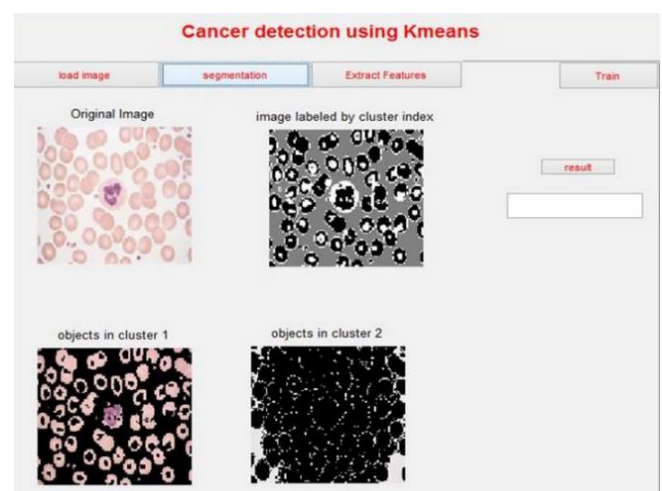 Cancer detection using Kmeans
load image
segmentation
Extract Features
Train
Original Image
image labeled by cluster index
result
objects in cluster 1
objects in cluster 2